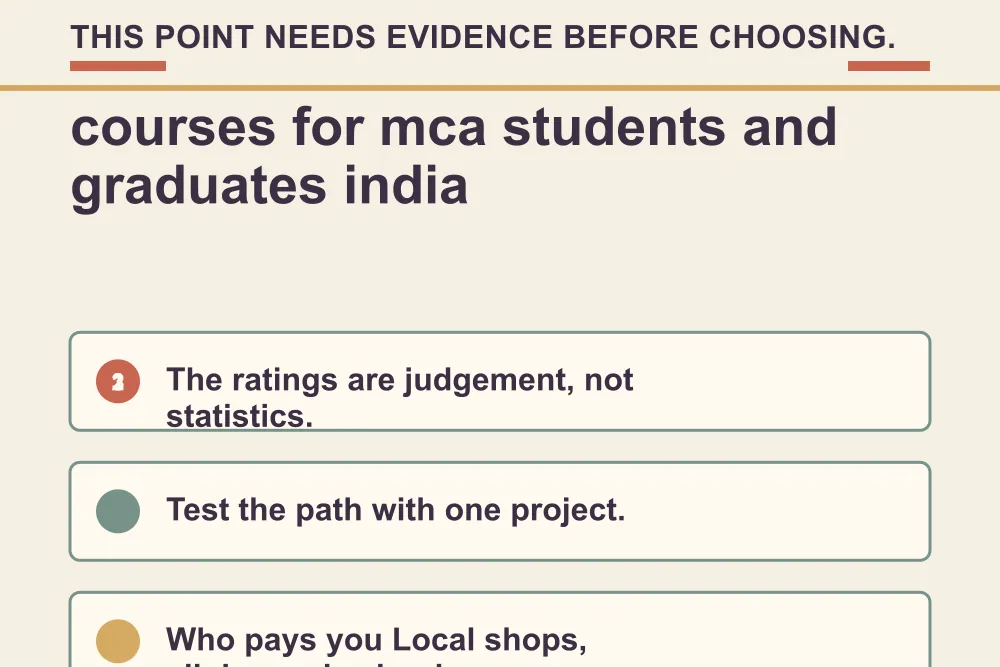 THIS POINT NEEDS EVIDENCE BEFORE CHOOSING.
courses for mca students and
graduates india
The ratings are judgement, not
statistics.
Test the path with one project.
Who pays you Local shops,